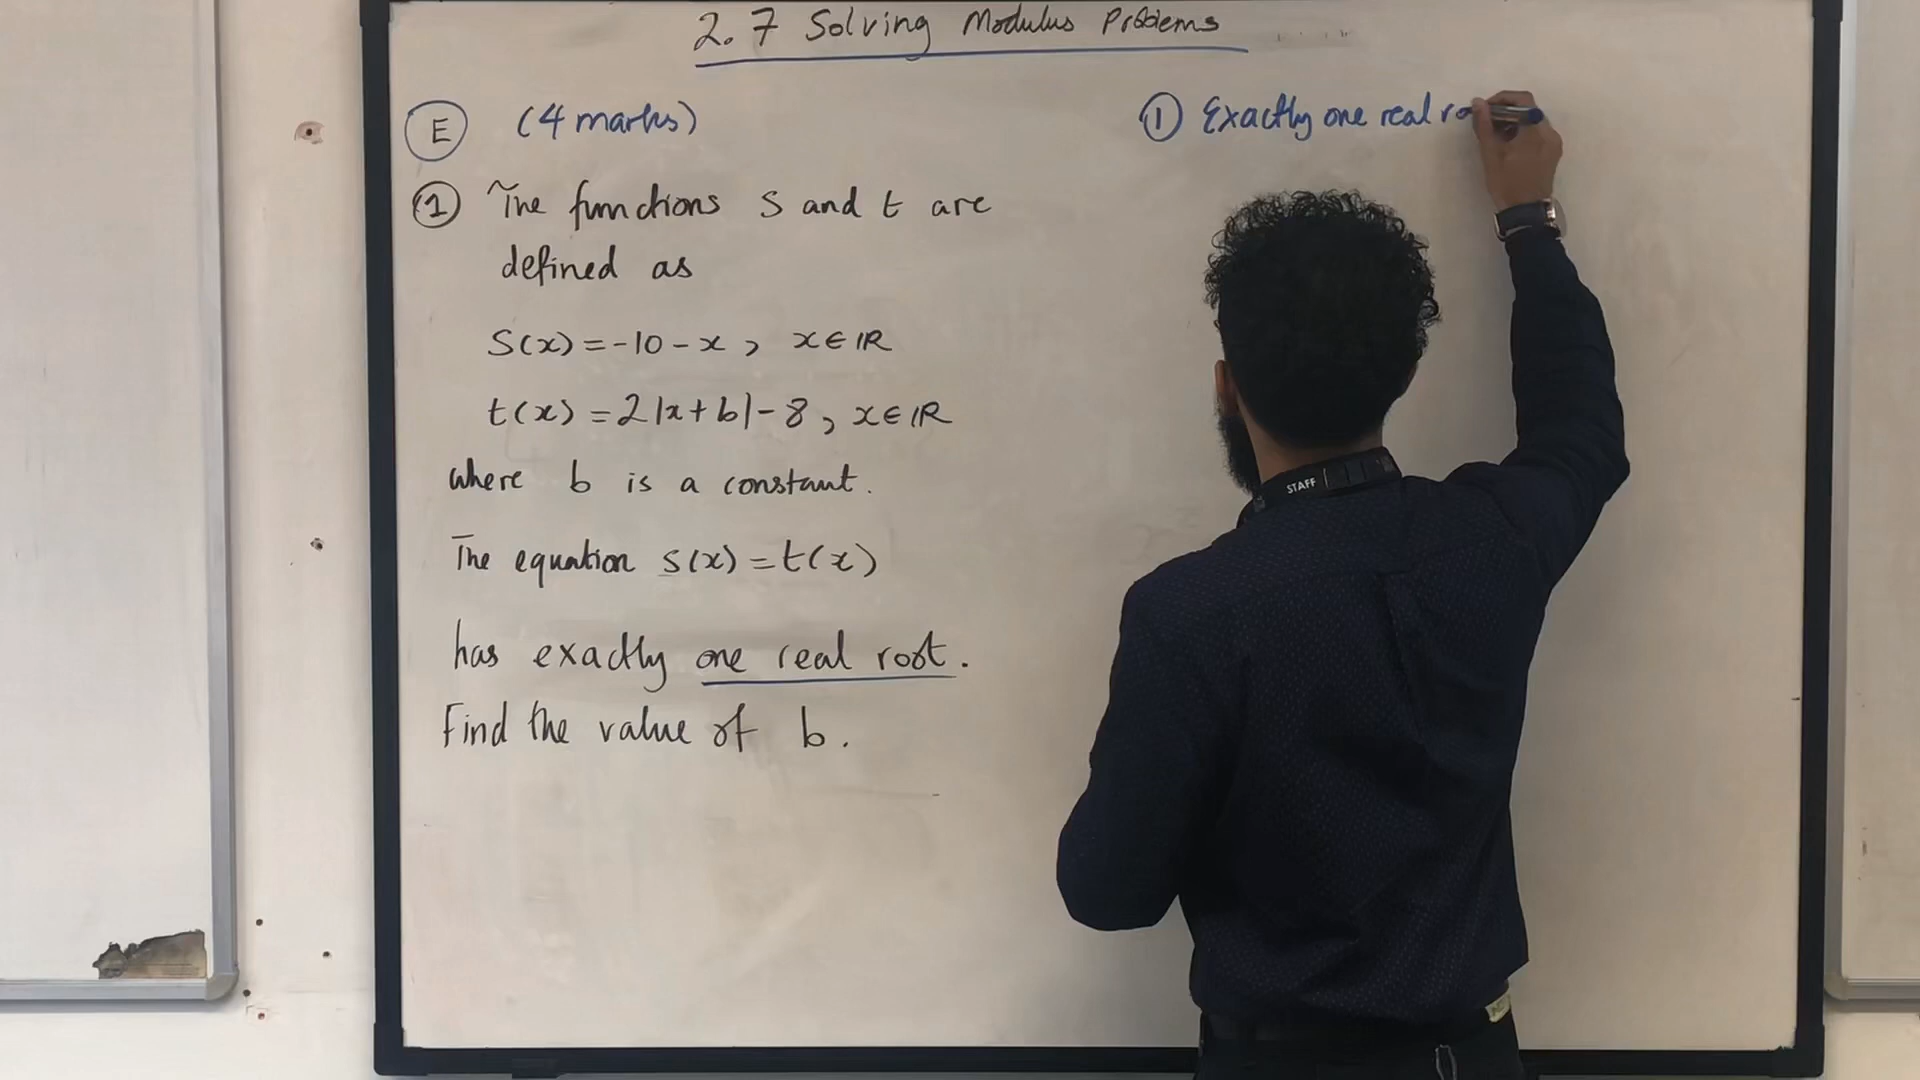 2.7 Solving Modulus Problems
E (4 marks)
1 The functions s and t are
defined as
S(x) = -10 - x, x ∈ ℝ
t(x) = 2|x + b| - 8, x ∈ ℝ
where b is a constant.
The equation s(x) = t(x)
has exactly one real root.
Find the value of b.
1 Exactly one real ro
STAFF